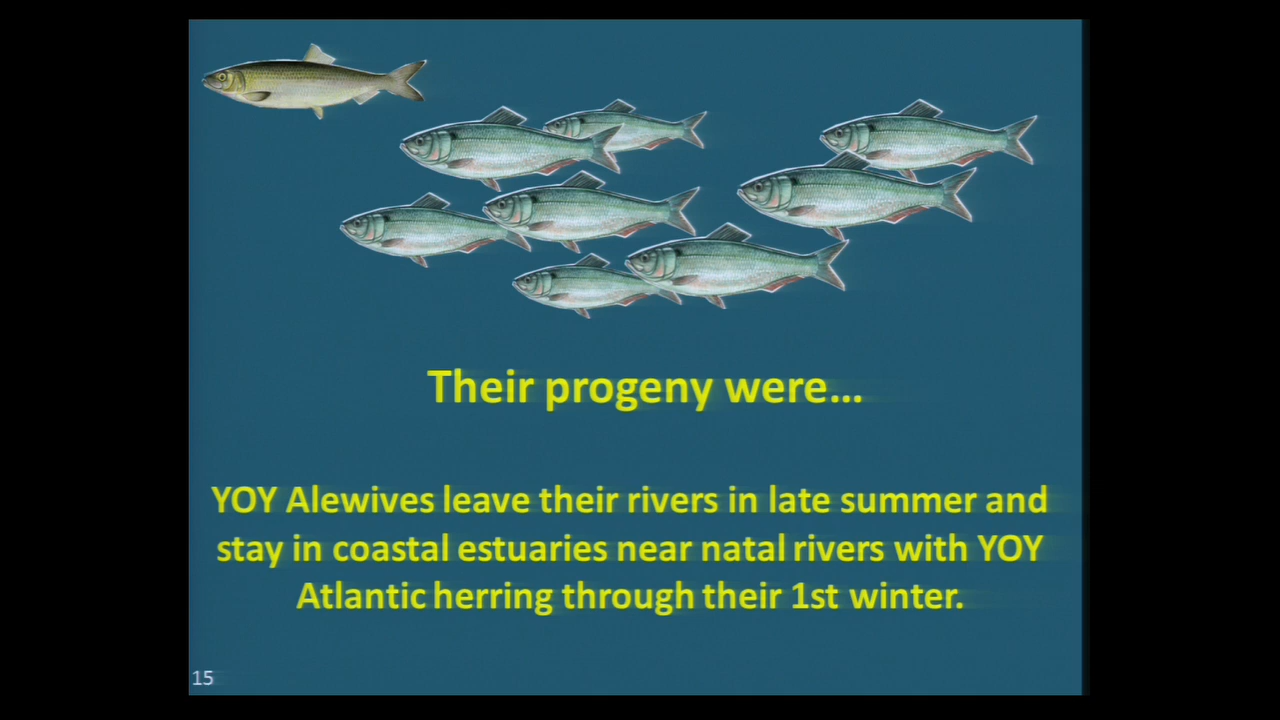 Their progeny were...
YOY Alewives leave their rivers in late summer and
stay in coastal estuaries near natal rivers with YOY
Atlantic herring through their 1st winter.
15